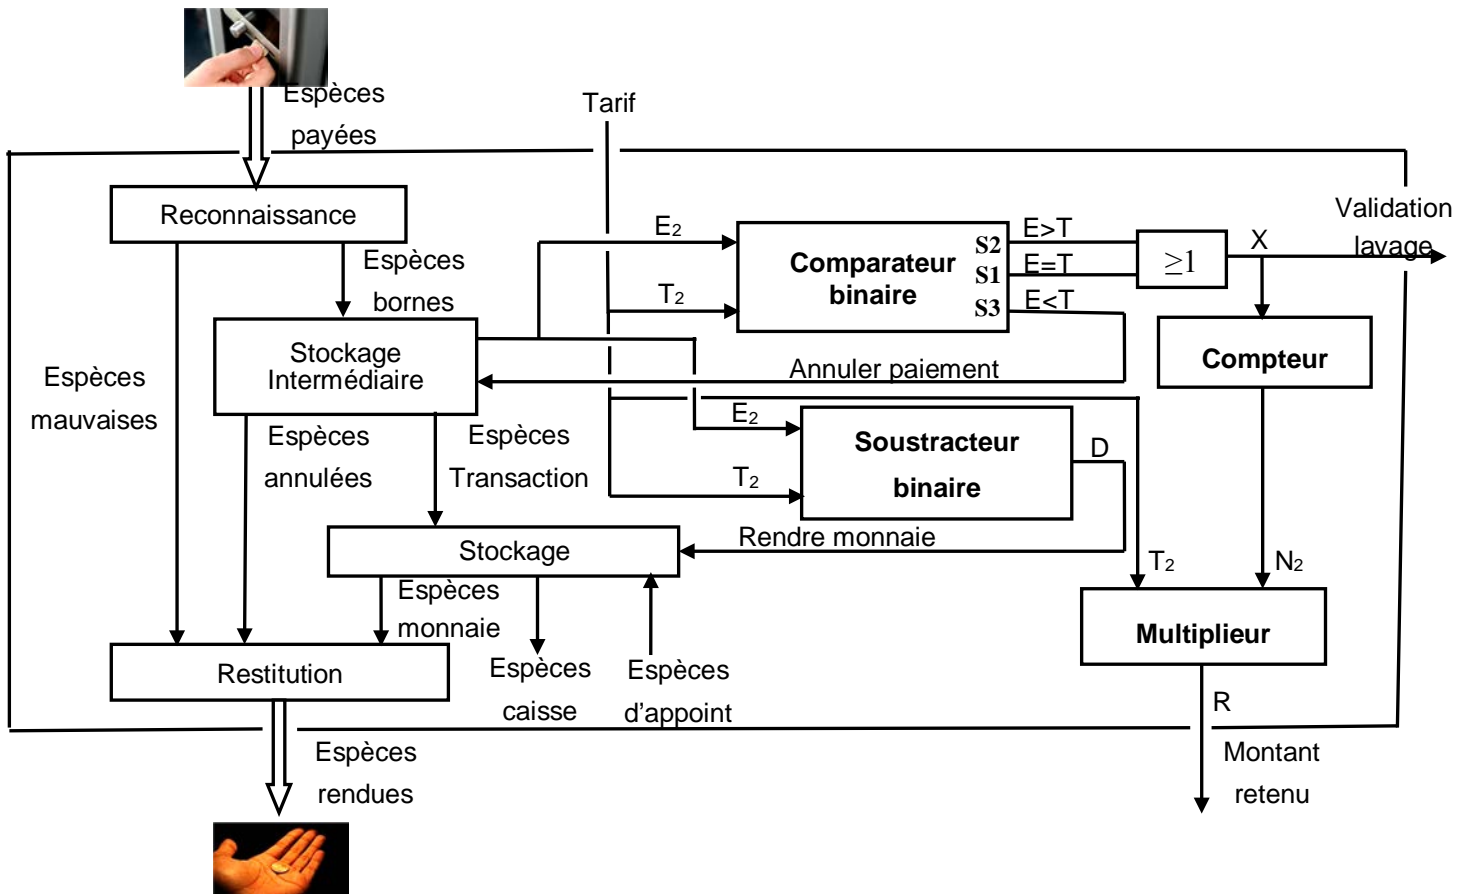 Espèces
payées
Tarif
Reconnaissance
Validation
lavage
E2
Comparateur
binaire
S2
E>T
S1
E=T
S3
E<T
≥1
X
T2
Espèces
bornes
Stockage
Intermédiaire
Compteur
Annuler paiement
Espèces
mauvaises
Espèces
annulées
Espèces
Transaction
E2
Soustracteur
binaire
D
T2
Rendre monnaie
Stockage
T2
N2
Espèces
monnaie
Multiplieur
Restitution
Espèces
caisse
Espèces
d'appoint
R
Espèces
rendues
Montant
retenu